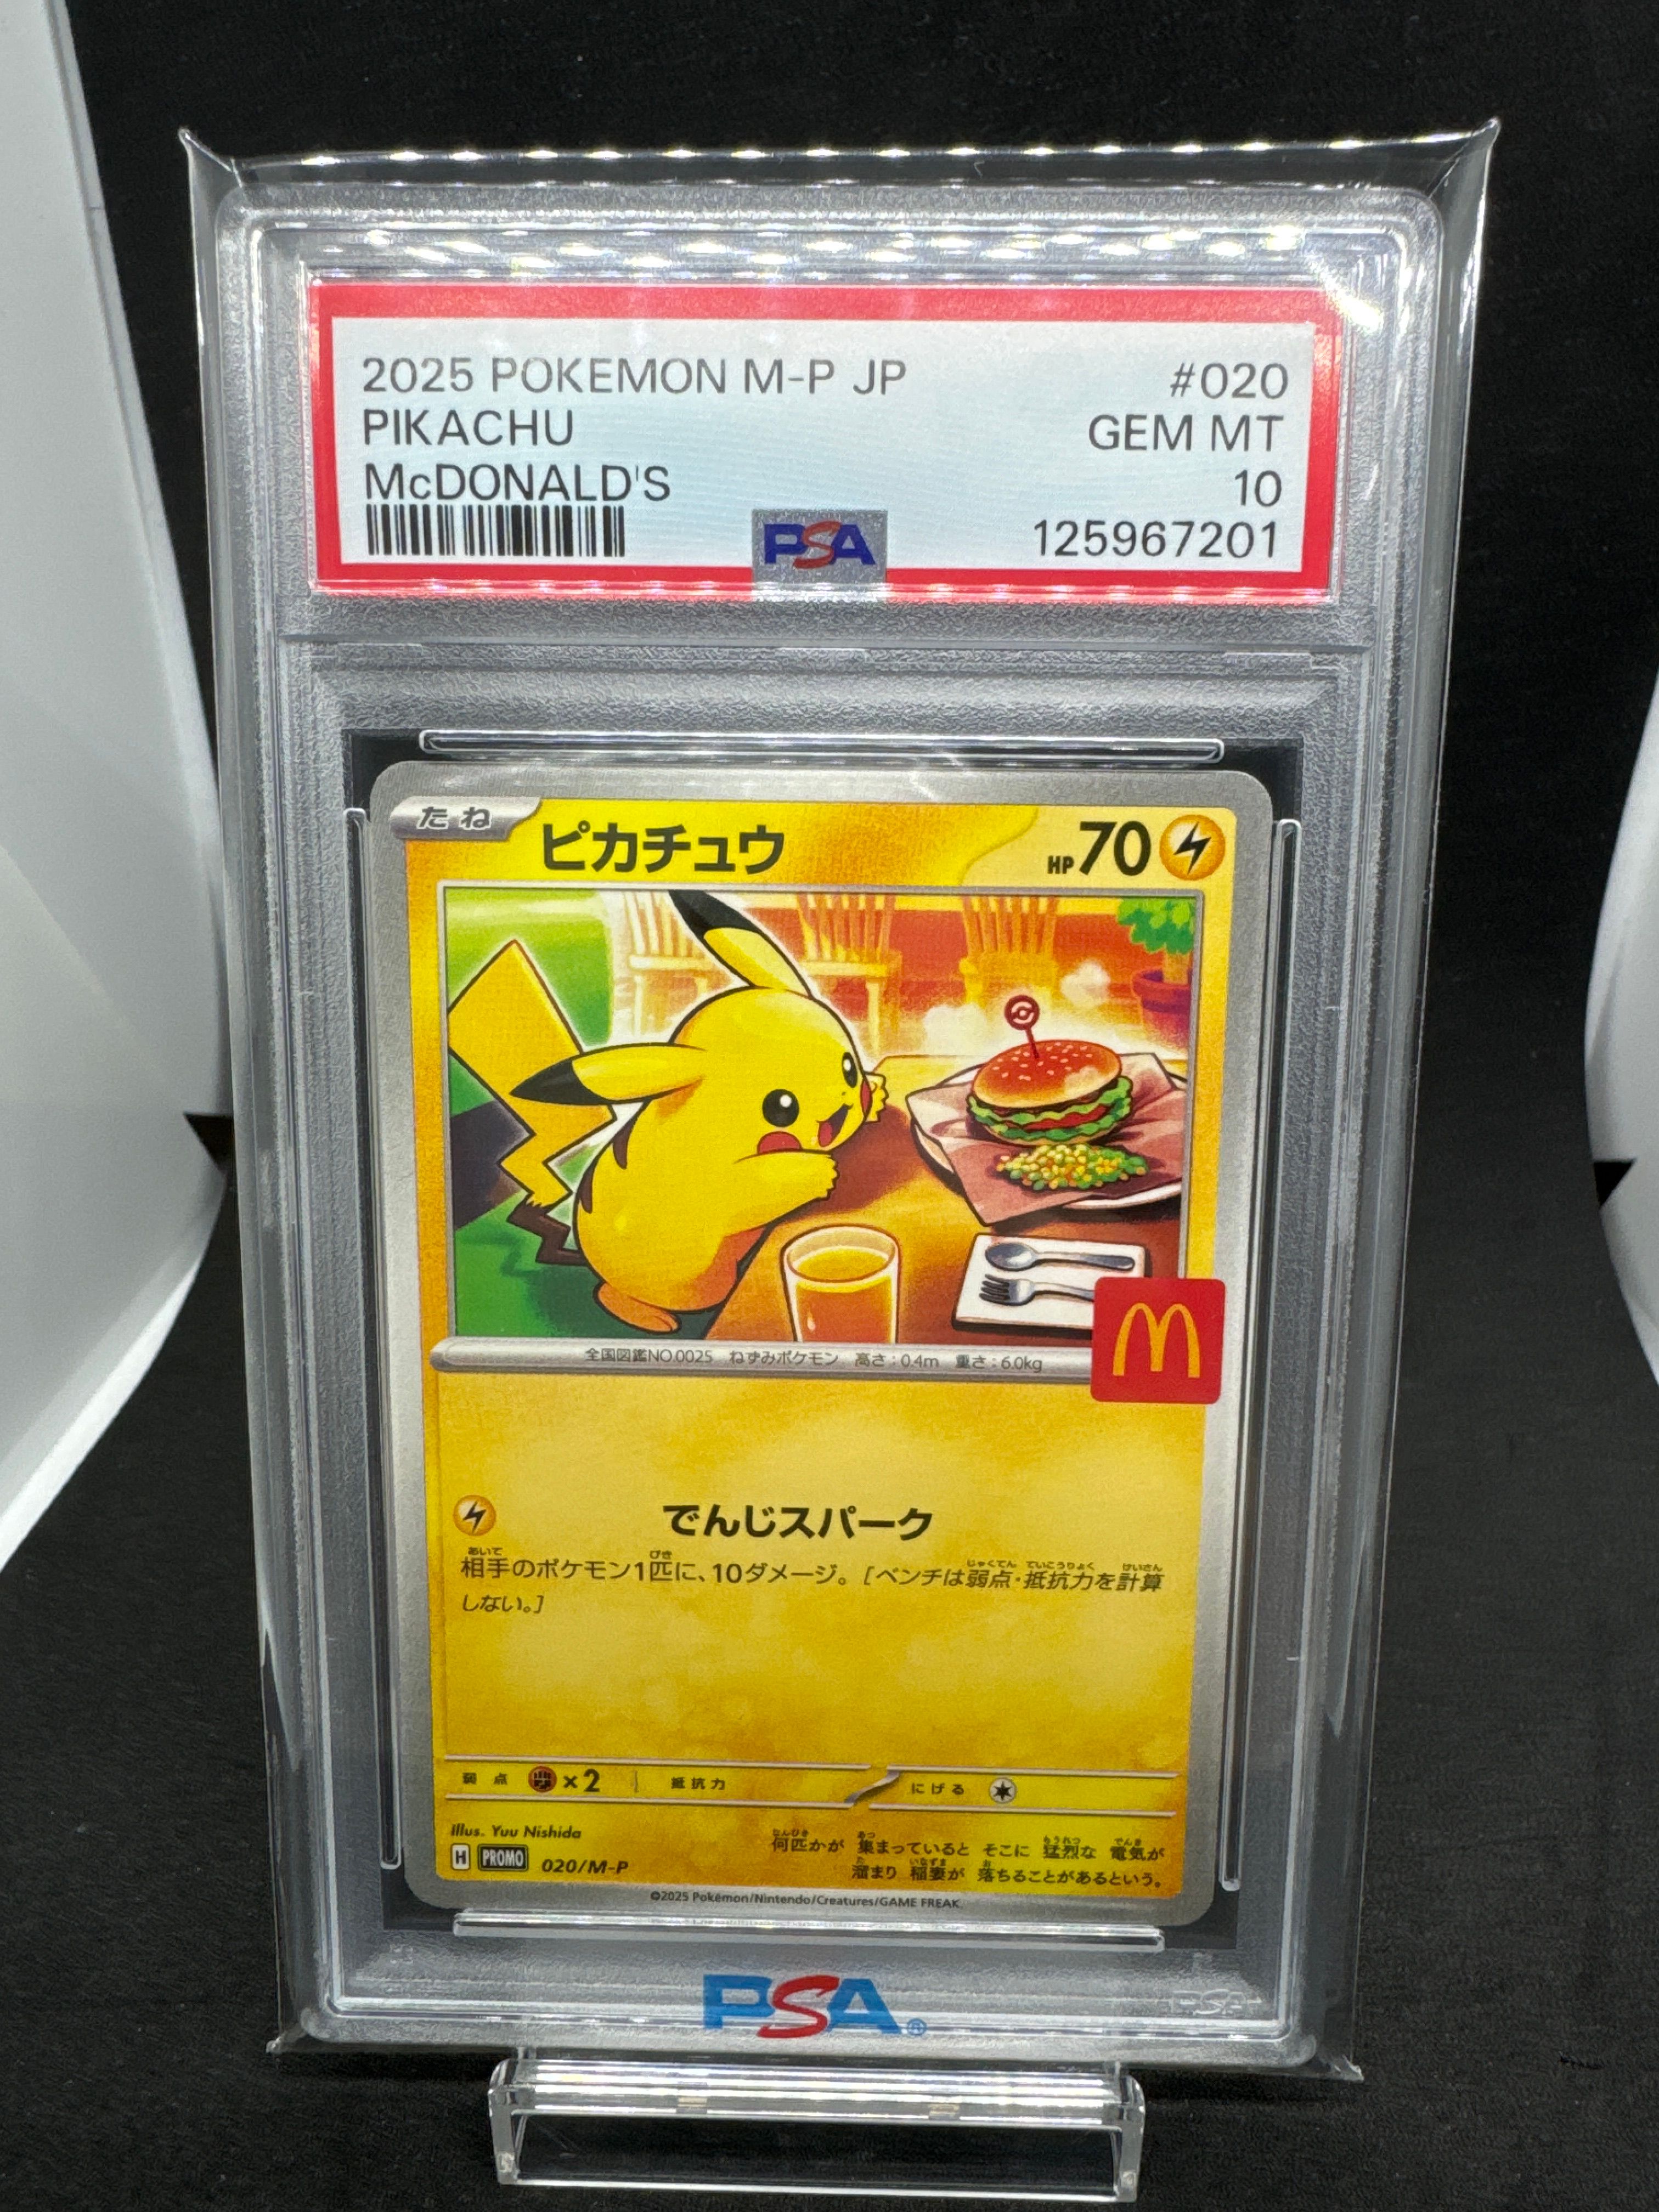 2025 POKEMON M-P JP #020
PIKACHU GEM MT
McDONALD'S 10
PSA 125967201
たね ピカチュウ HP70
全国図鑑NO.0025 ねずみポケモン 高さ：0.4m 重さ：6.0kg
でんじスパーク
相手のポケモン1匹に、10ダメージ。［ベンチは弱点・抵抗力を計算
しない。］
弱点 ×2 抵抗力 にげる
Illus. Yuu Nishida
何匹かが 集まっていると そこに 猛烈な 電気が
溜まり 稲妻が 落ちることがあるという。
H PROMO 020/M-P
©2025 Pokémon/Nintendo/Creatures/GAME FREAK.
PSA®